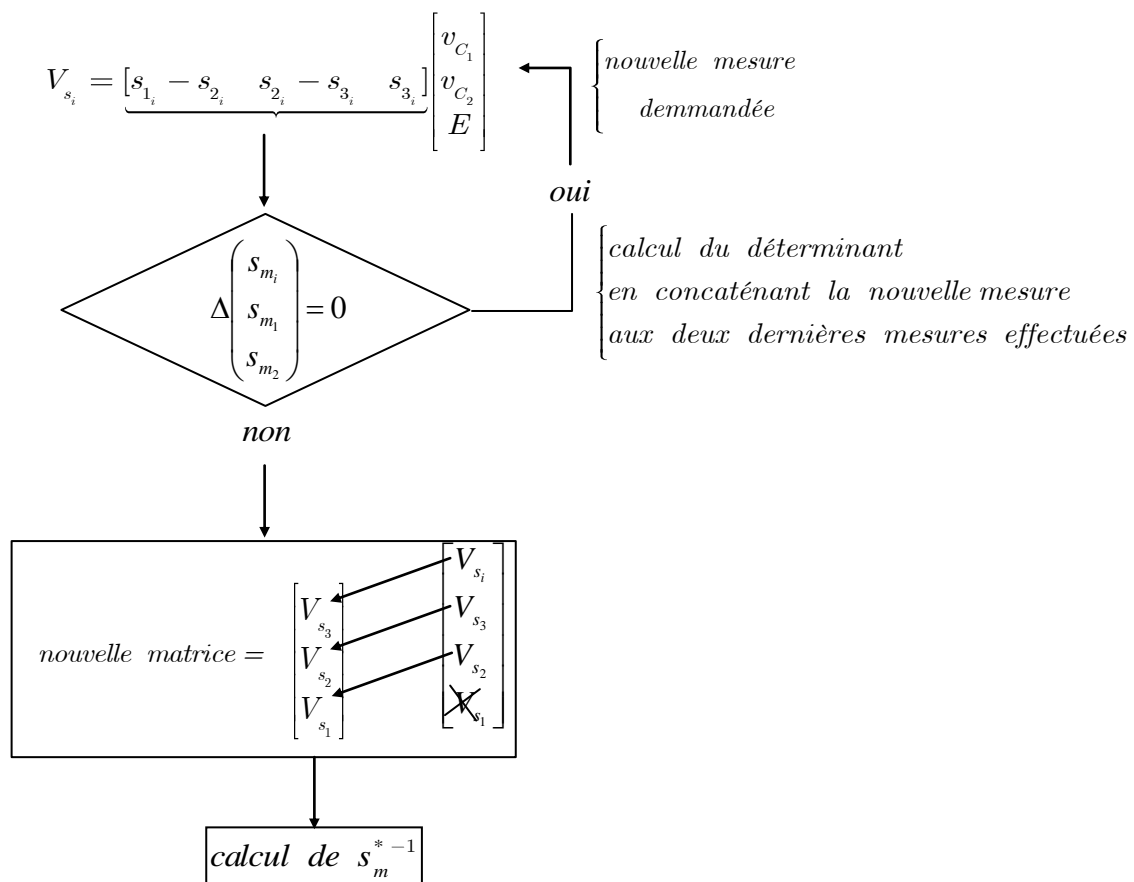 V_{s_i} = [s_{1_i} − s_{2_i}   s_{2_i} − s_{3_i}   s_{3_i}] [v_{C_1} v_{C_2} E]
nouvelle mesure
demmandée
oui
Δ(s_{m_i} s_{m_1} s_{m_2}) = 0
calcul du déterminant
en concaténant la nouvelle mesure
aux deux dernières mesures effectuées
non
nouvelle matrice = [V_{s_3} V_{s_2} V_{s_1}] [V_{s_i} V_{s_3} V_{s_2} V_{s_1}]
calcul de s_m^{* −1}